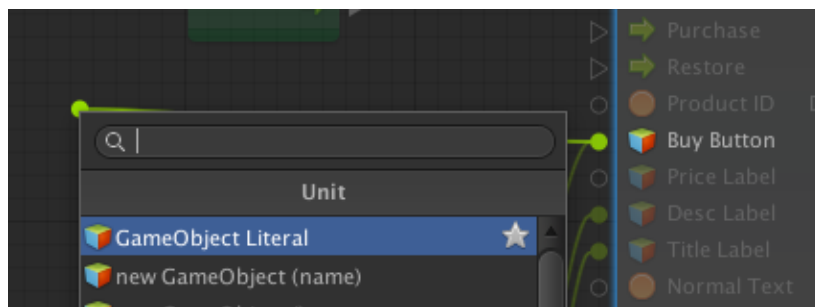 Purchase
Restore
Product ID
Buy Button
Unit
Price Label
GameObject Literal
Desc Label
Title Label
new GameObject (name)
Normal Text